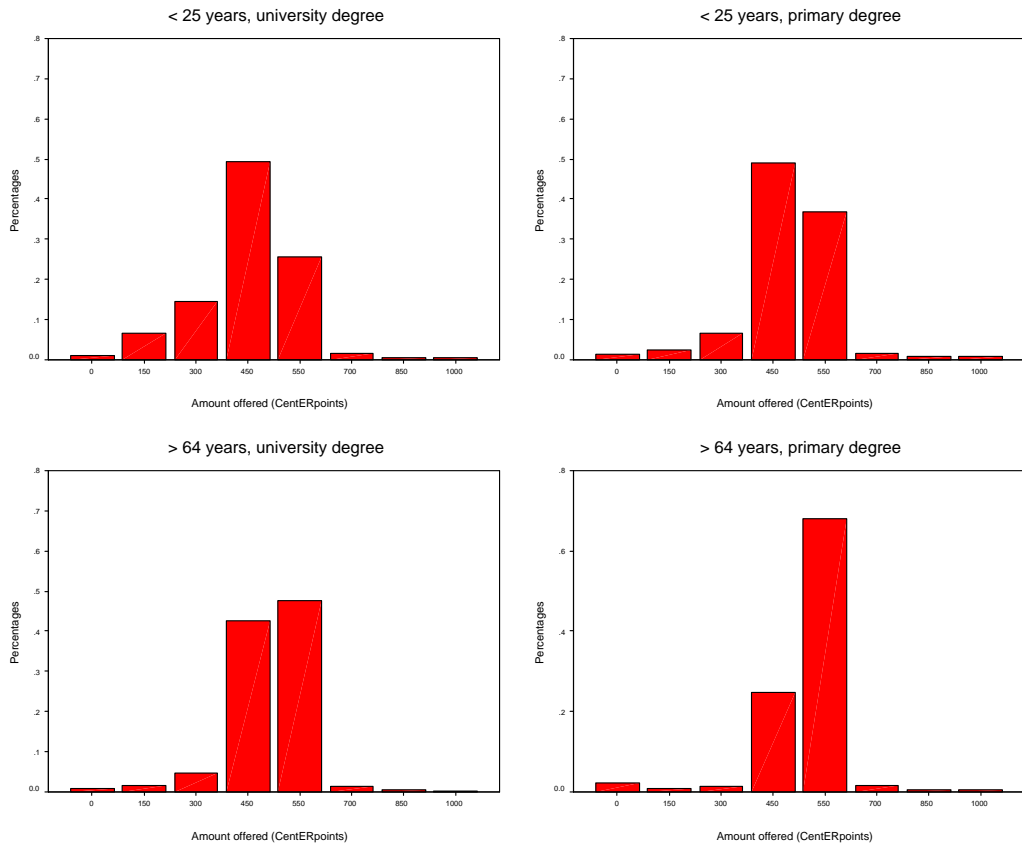 < 25 years, university degree
.8
.7
.6
.5
.4
.3
.2
.1
0.0
Percentages
0 150 300 450 550 700 850 1000
Amount offered (CentERpoints)
< 25 years, primary degree
.8
.7
.6
.5
.4
.3
.2
.1
0.0
Percentages
0 150 300 450 550 700 850 1000
Amount offered (CentERpoints)
> 64 years, university degree
.8
.7
.6
.5
.4
.3
.2
.1
0.0
Percentages
0 150 300 450 550 700 850 1000
Amount offered (CentERpoints)
> 64 years, primary degree
.8
.7
.6
.5
.4
.3
.2
.1
0.0
Percentages
0 150 300 450 550 700 850 1000
Amount offered (CentERpoints)